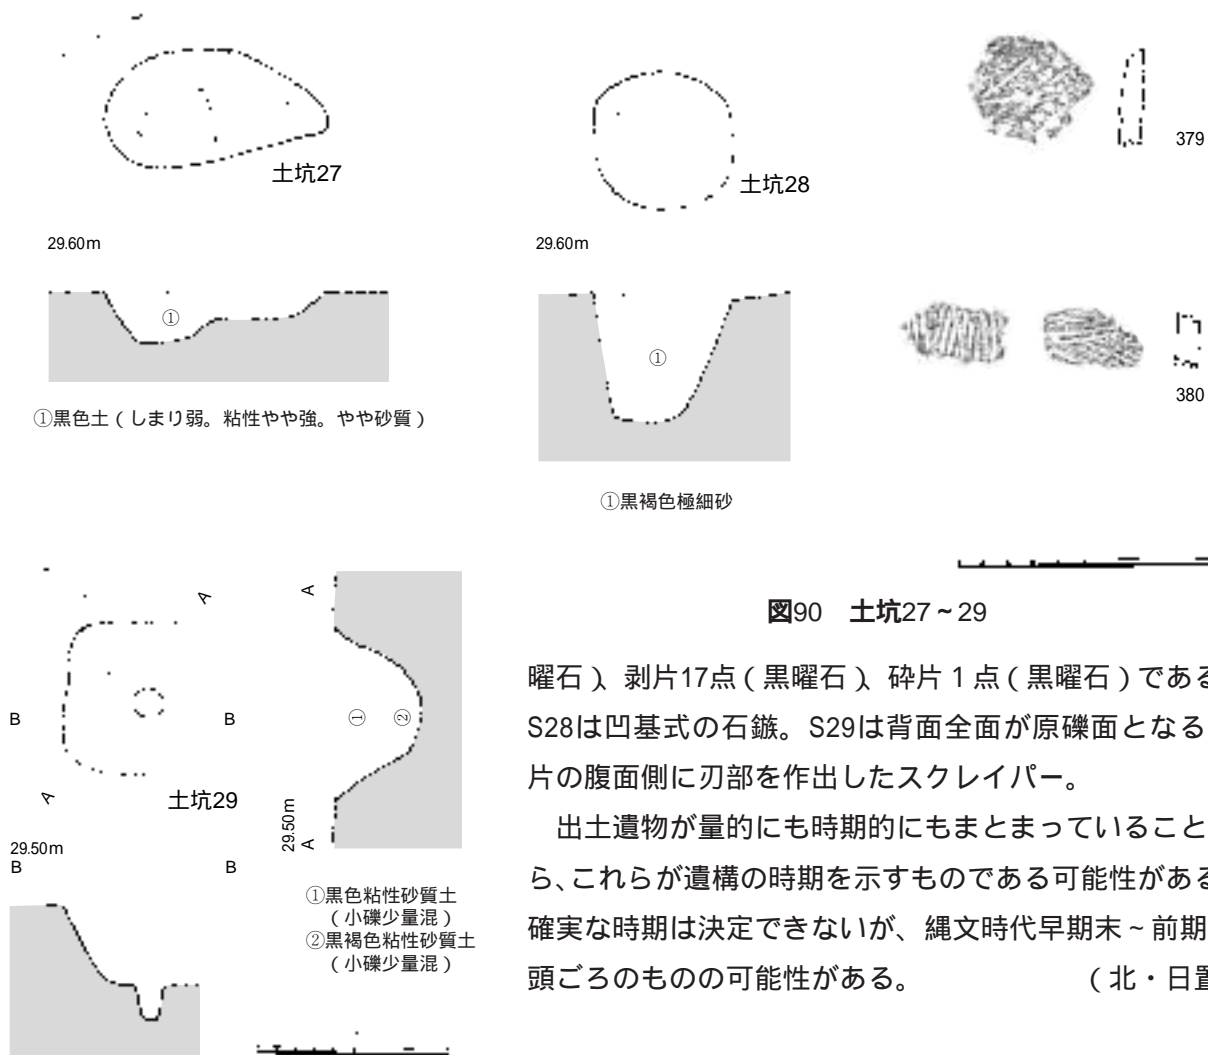 土坑27
土坑28
379
29.60m
29.60m
①
①
380
①黒色土（しまり弱。粘性やや強。やや砂質）
①黒褐色極細砂
図90　土坑27～29
A
A
B
B
①
②
A
土坑29
29.50m
A
29.50m
B
B
①黒色粘性砂質土
（小礫少量混）
②黒褐色粘性砂質土
（小礫少量混）
曜石）、剥片17点（黒曜石）、砕片１点（黒曜石）である
S28は凹基式の石鏃。S29は背面全面が原礫面となる
片の腹面側に刃部を作出したスクレイパー。
出土遺物が量的にも時期的にもまとまっていること
ら、これらが遺構の時期を示すものである可能性がある
確実な時期は決定できないが、縄文時代早期末～前期
頭ごろのものの可能性がある。　（北・日置